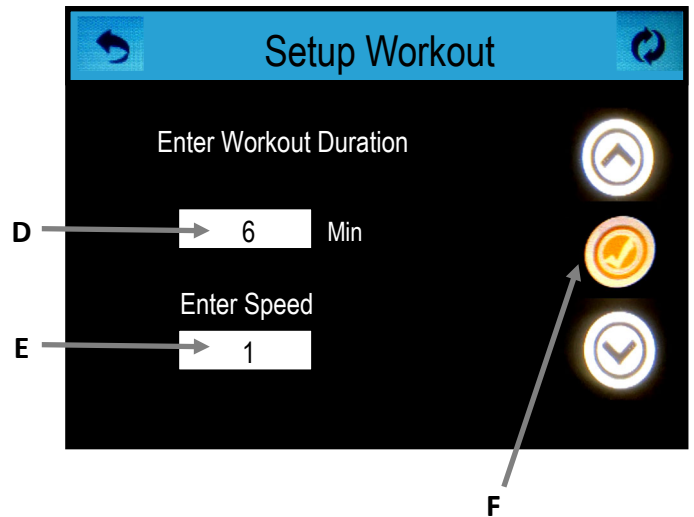 Setup Workout
Enter Workout Duration
D
6 Min
Enter Speed
E
1
F